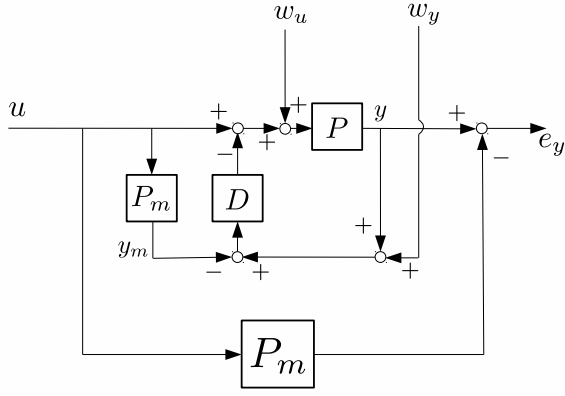 w_u w_y
u + + y +
+ P
− − e_y
P_m D +
y_m − + +
P_m